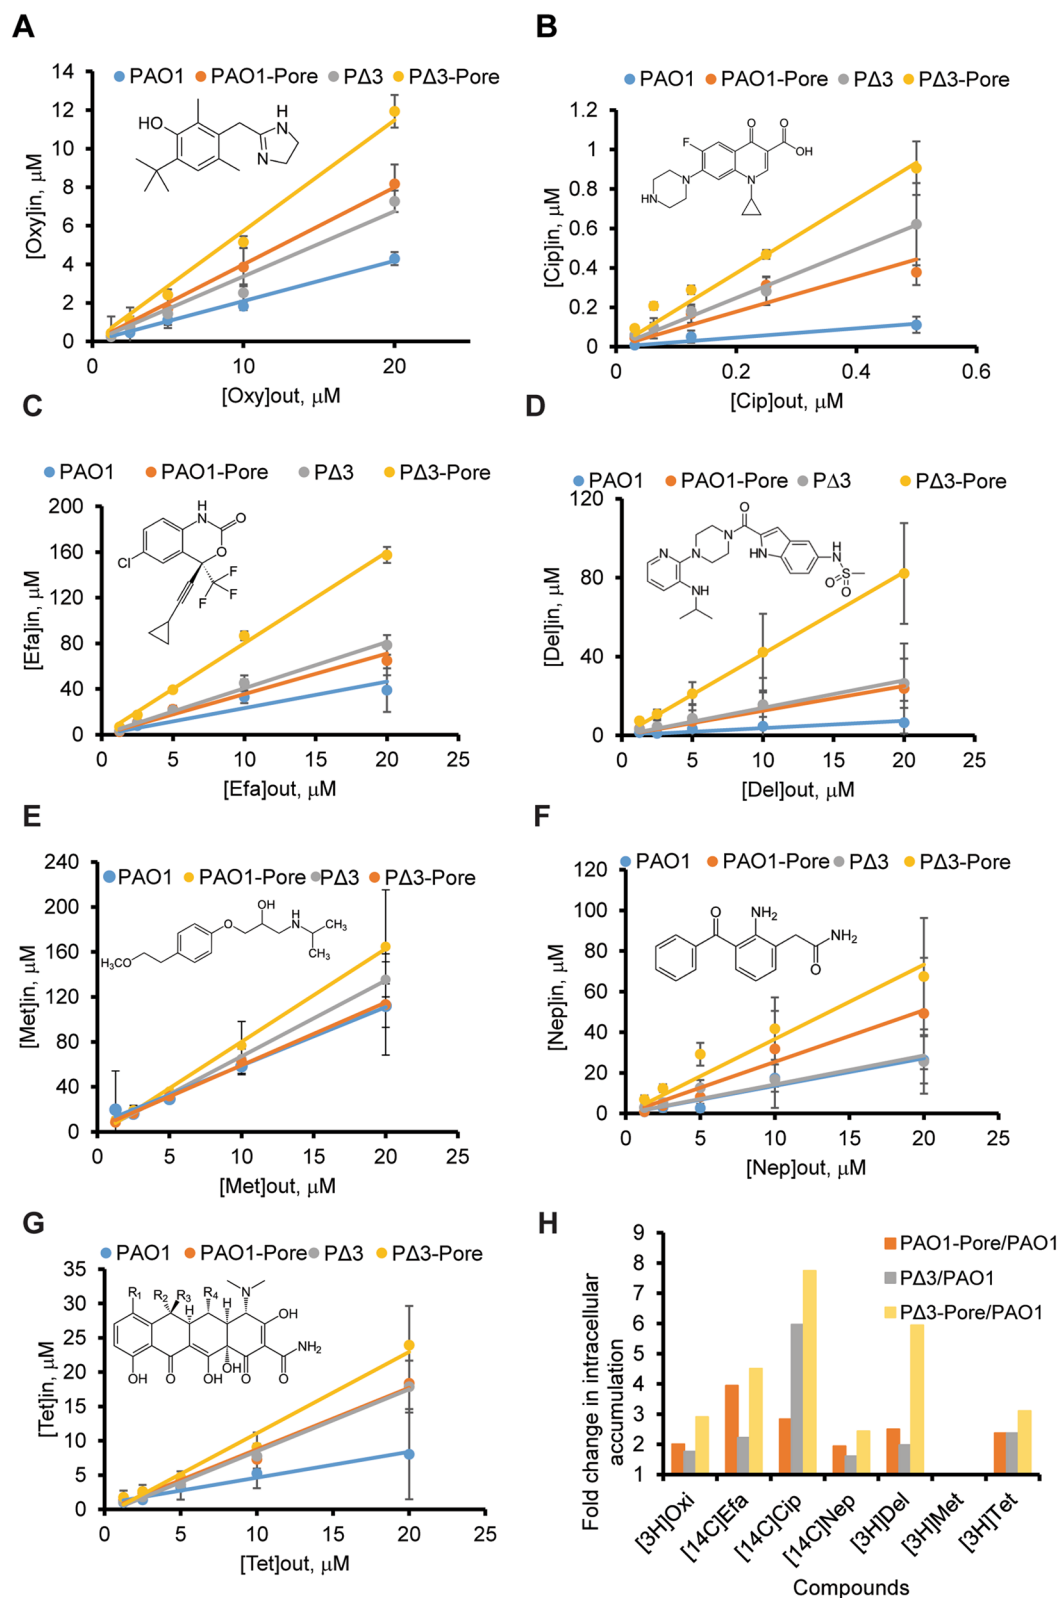 A
PAO1 PAO1-Pore PΔ3 PΔ3-Pore
14
12
10
8
6
4
2
0
0 10 20
[Oxy]in, μM
[Oxy]out, μM
HO
H
N
N
B
PAO1 PAO1-Pore PΔ3 PΔ3-Pore
1.2
1
0.8
0.6
0.4
0.2
0
0 0.2 0.4 0.6
[Cip]in, μM
[Cip]out, μM
O O
F
OH
N N
HN
C
PAO1 PAO1-Pore PΔ3 PΔ3-Pore
200
160
120
80
40
0
0 5 10 15 20 25
[Efa]in, μM
[Efa]out, μM
H
N O
O
Cl
F
F
F
D
PAO1 PAO1-Pore PΔ3 PΔ3-Pore
120
80
40
0
0 5 10 15 20 25
[Del]in, μM
[Del]out, μM
O
N
N N
HN
H
N
S
O O
NH
E
PAO1 PAO1-Pore PΔ3 PΔ3-Pore
240
200
160
120
80
40
0
0 5 10 15 20 25
[Met]in, μM
[Met]out, μM
OH
H
O N CH3
CH3
H3CO
F
PAO1 PAO1-Pore PΔ3 PΔ3-Pore
120
100
80
60
40
20
0
0 5 10 15 20 25
[Nep]in, μM
[Nep]out, μM
O NH2
NH2
O
G
PAO1 PAO1-Pore PΔ3 PΔ3-Pore
35
30
25
20
15
10
5
0
0 5 10 15 20 25
[Tet]in, μM
[Tet]out, μM
R1 R2 R3 R4 N
H H OH
NH2
OH
OH O OH O O
H
9
8
7
6
5
4
3
2
1
Fold change in intracellular
accumulation
PAO1-Pore/PAO1
PΔ3/PAO1
PΔ3-Pore/PAO1
[3H]Oxi [14C]Efa [14C]Cip [14C]Nep [3H]Del [3H]Met [3H]Tet
Compounds